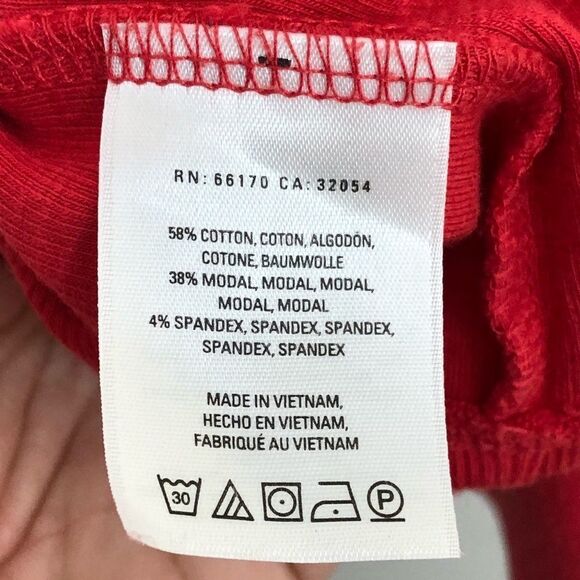 RN: 66170 CA: 32054
58% COTTON, COTON, ALGODÓN,
COTONE, BAUMWOLLE
38% MODAL, MODAL, MODAL,
MODAL, MODAL
4% SPANDEX, SPANDEX, SPANDEX,
SPANDEX, SPANDEX
MADE IN VIETNAM,
HECHO EN VIETNAM,
FABRIQUÉ AU VIETNAM
30 P